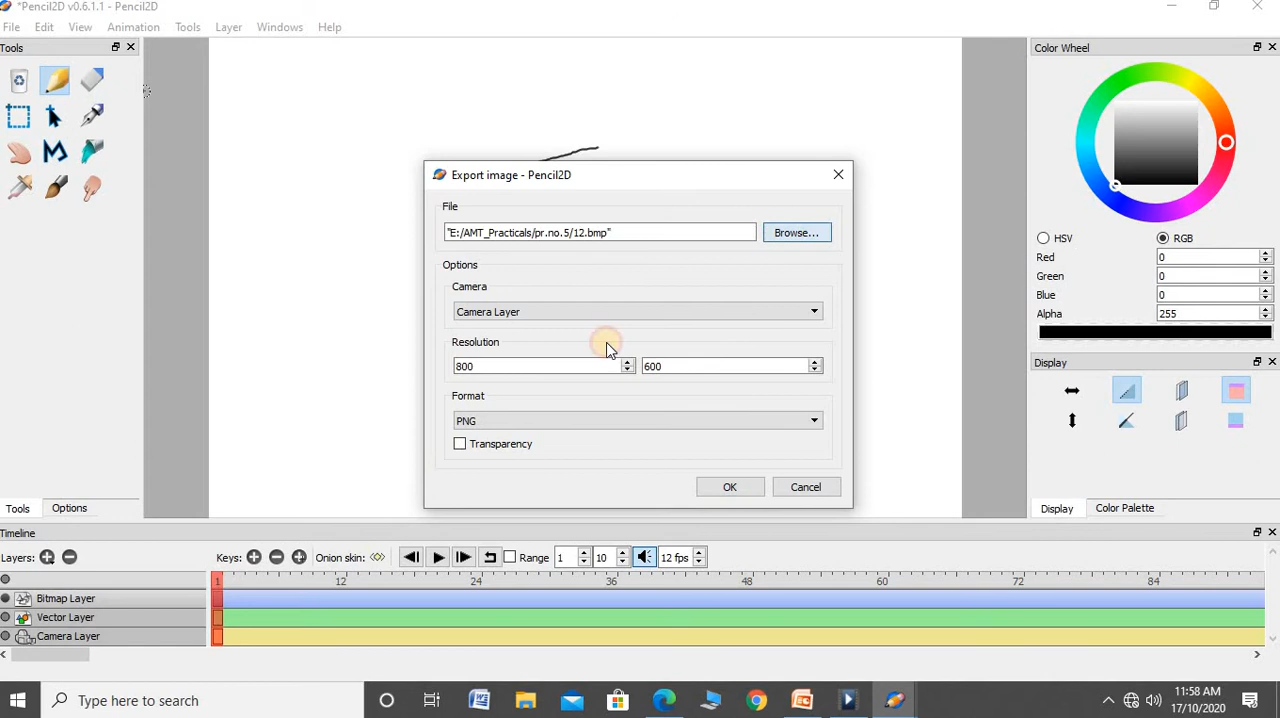 *Pencil2D v0.6.1.1 - Pencil2D
File Edit View Animation Tools Layer Windows Help
Tools
Color Wheel
Export image - Pencil2D
File
"E:/AMT_Practicals/pr.no.5/12.bmp" Browse...
Options
Camera
Camera Layer
Resolution
800 600
Format
PNG
Transparency
OK Cancel
HSV RGB
Red 0
Green 0
Blue 0
Alpha 255
Display
Tools Options
Display Color Palette
Timeline
Layers: Keys: Onion skin: Range 1 10 12 fps
1 12 24 36 48 60 72 84
Bitmap Layer
Vector Layer
Camera Layer
Type here to search
11:58 AM
17/10/2020